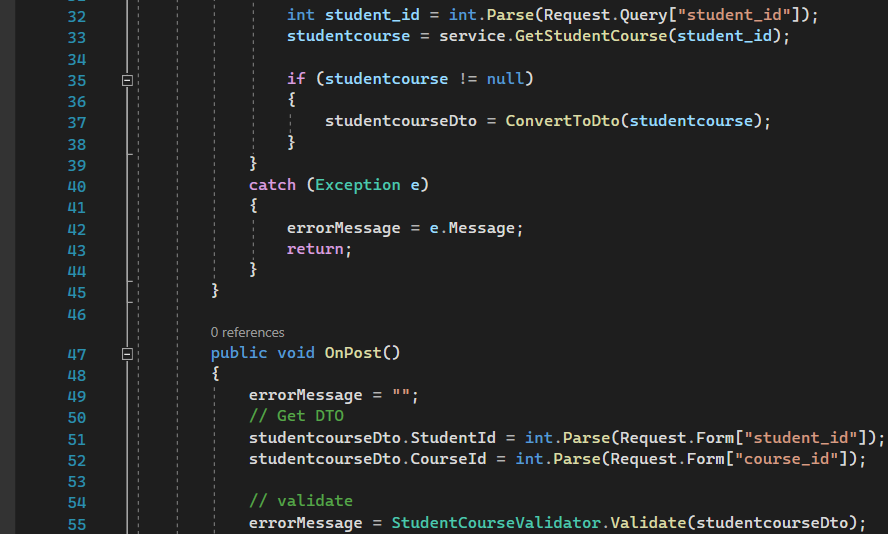 32 int student_id = int.Parse(Request.Query["student_id"]);
33 studentcourse = service.GetStudentCourse(student_id);
34
35 if (studentcourse != null)
36 {
37 studentcourseDto = ConvertToDto(studentcourse);
38 }
39 }
40 catch (Exception e)
41 {
42 errorMessage = e.Message;
43 return;
44 }
45 }
46
0 references
47 public void OnPost()
48 {
49 errorMessage = "";
50 // Get DTO
51 studentcourseDto.StudentId = int.Parse(Request.Form["student_id"]);
52 studentcourseDto.CourseId = int.Parse(Request.Form["course_id"]);
53
54 // validate
55 errorMessage = StudentCourseValidator.Validate(studentcourseDto);